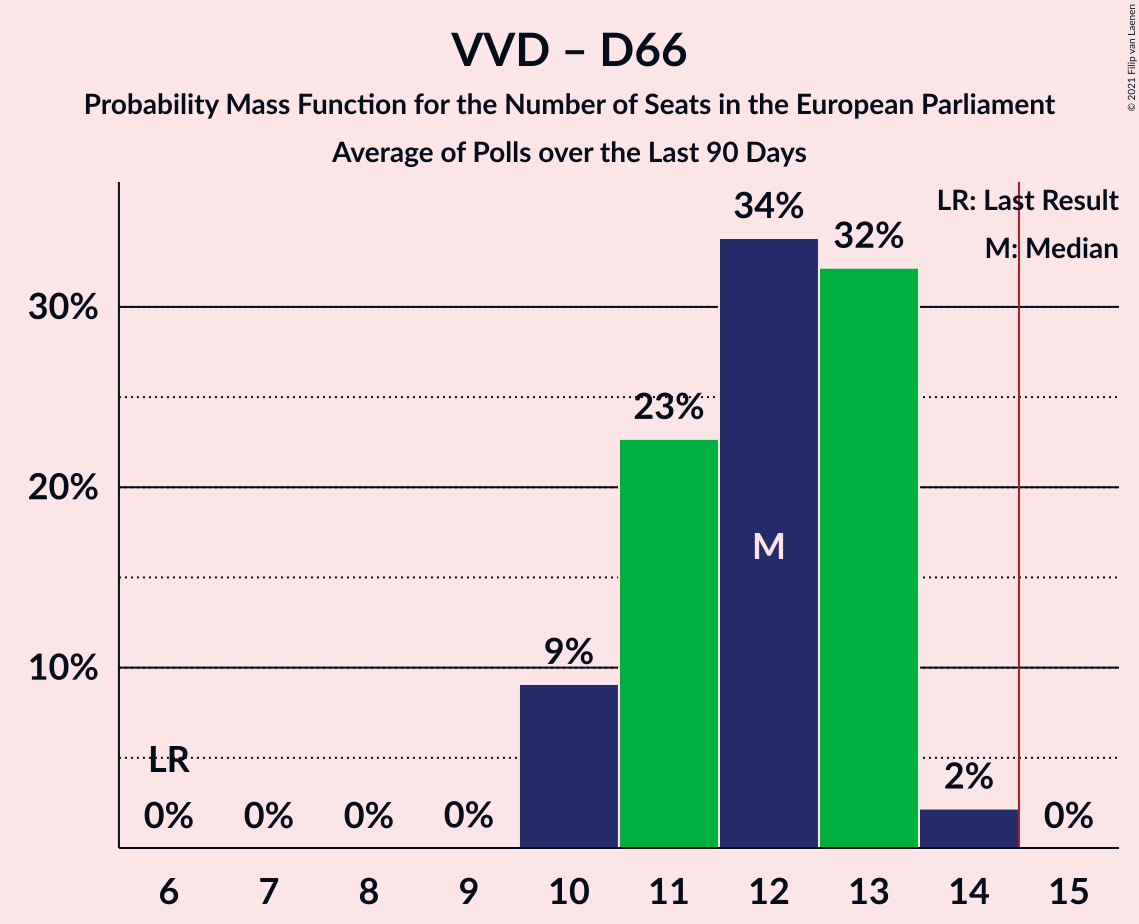 VVD – D66
Probability Mass Function for the Number of Seats in the European Parliament
Average of Polls over the Last 90 Days
© 2021 Filip van Laenen
LR: Last Result
M: Median
34%
32%
30%
23%
20%
M
9%
10%
LR
2%
0% 0% 0% 0% 0%
6 7 8 9 10 11 12 13 14 15